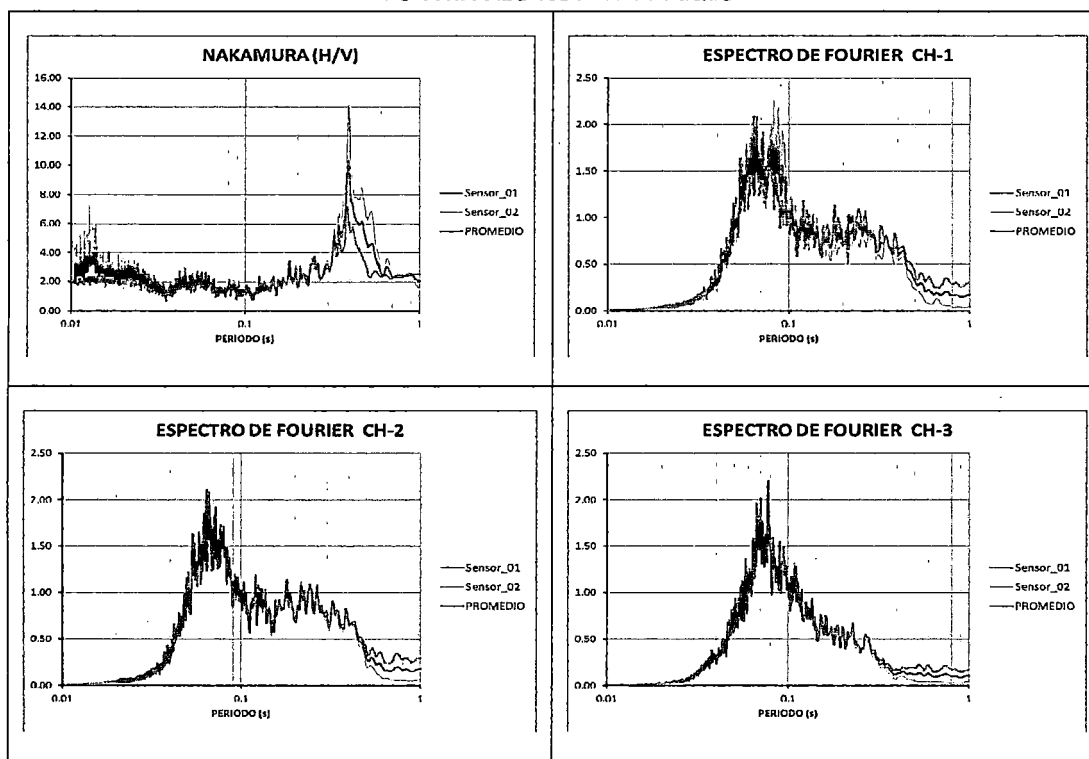 NAKAMURA (H/V)
16.00
14.00
12.00
10.00
8.00
6.00
4.00
2.00
0.00
0.01
0.1
1
PERIODO (s)
Sensor_01
Sensor_02
PROMEDIO
ESPECTRO DE FOURIER CH-1
2.50
2.00
1.50
1.00
0.50
0.00
0.01
0.1
1
PERIODO (s)
Sensor_01
Sensor_02
PROMEDIO
ESPECTRO DE FOURIER CH-2
2.50
2.00
1.50
1.00
0.50
0.00
0.01
0.1
1
PERIODO (s)
Sensor_01
Sensor_02
PROMEDIO
ESPECTRO DE FOURIER CH-3
2.50
2.00
1.50
1.00
0.50
0.00
0.01
0.1
1
PERIODO (s)
Sensor_01
Sensor_02
PROMEDIO